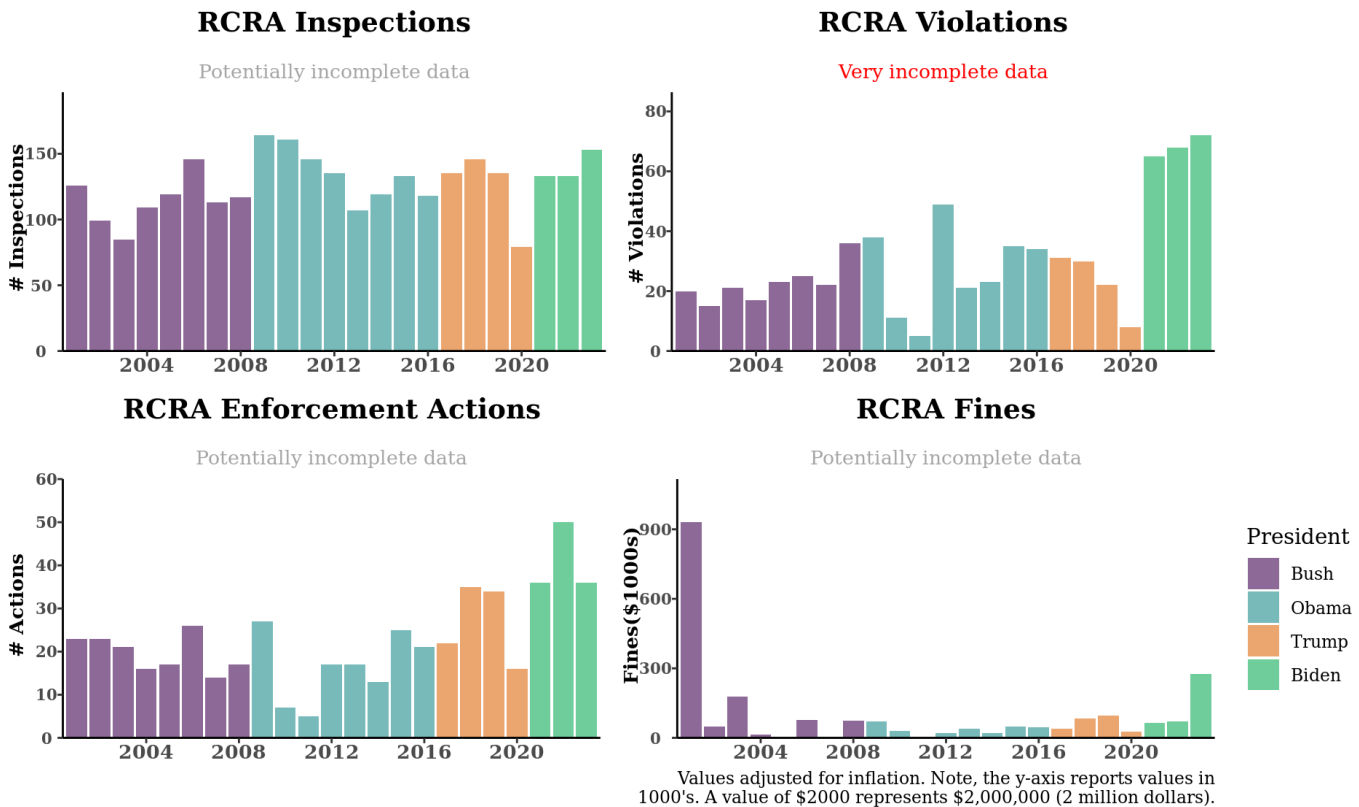 RCRA Inspections
Potentially incomplete data
# Inspections
150
100
50
0
2004 2008 2012 2016 2020
RCRA Violations
Very incomplete data
# Violations
80
60
40
20
0
2004 2008 2012 2016 2020
RCRA Enforcement Actions
Potentially incomplete data
# Actions
60
50
40
30
20
10
0
2004 2008 2012 2016 2020
RCRA Fines
Potentially incomplete data
Fines($1000s)
900
600
300
0
2004 2008 2012 2016 2020
President
Bush
Obama
Trump
Biden
Values adjusted for inflation. Note, the y-axis reports values in
1000's. A value of $2000 represents $2,000,000 (2 million dollars).